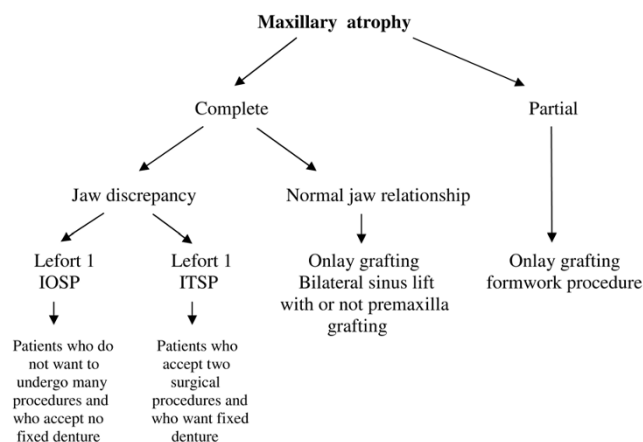 Maxillary atrophy
Complete
Partial
Jaw discrepancy
Normal jaw relationship
Lefort 1
IOSP
Lefort 1
ITSP
Onlay grafting
Bilateral sinus lift
with or not premaxilla
grafting
Onlay grafting
formwork procedure
Patients who do
not want to
undergo many
procedures and
who accept no
fixed denture
Patients who
accept two
surgical
procedures and
who want fixed
denture